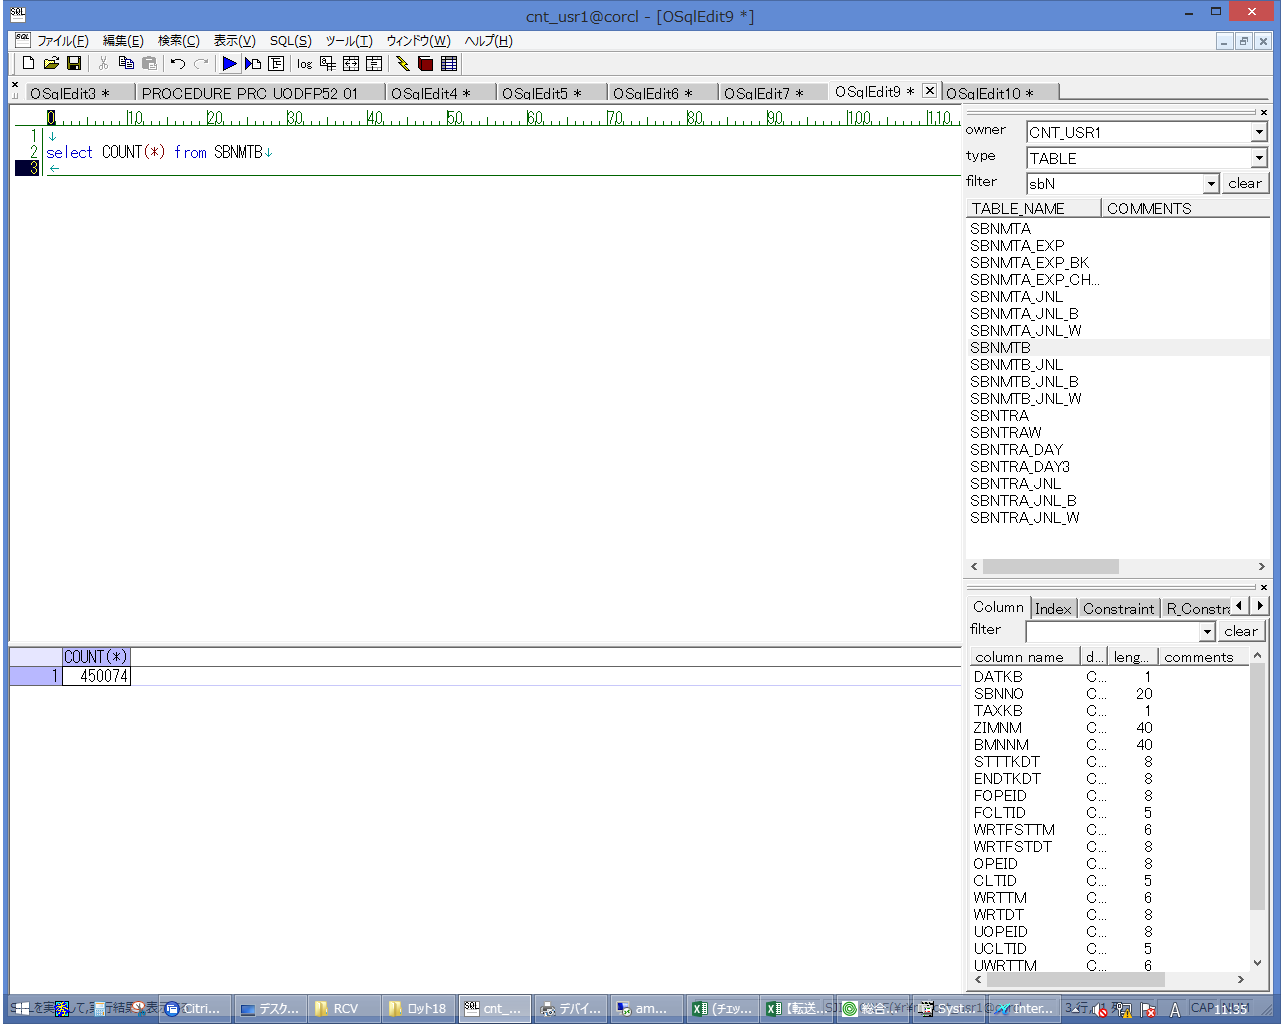 cnt_usr1@corcl - [OSqlEdit9 *]
ファイル(F) 編集(E) 検索(C) 表示(V) SQL(S) ツール(T) ウィンドウ(W) ヘルプ(H)
log
OSqlEdit3 * PROCEDURE PRC_UODFP52_01 OSqlEdit4 * OSqlEdit5 * OSqlEdit6 * OSqlEdit7 * OSqlEdit9 * OSqlEdit10 *
0 10 20 30 40 50 60 70 80 90 100 110
1 ↓
2 select COUNT(*) from SBNMTB↓
3 ←
owner CNT_USR1
type TABLE
filter sbN clear
TABLE_NAME COMMENTS
SBNMTA
SBNMTA_EXP
SBNMTA_EXP_BK
SBNMTA_EXP_CH...
SBNMTA_JNL
SBNMTA_JNL_B
SBNMTA_JNL_W
SBNMTB
SBNMTB_JNL
SBNMTB_JNL_B
SBNMTB_JNL_W
SBNTRA
SBNTRAW
SBNTRA_DAY
SBNTRA_DAY3
SBNTRA_JNL
SBNTRA_JNL_B
SBNTRA_JNL_W
Column Index Constraint R_Constra
filter clear
column name d... leng... comments
DATKB C... 1
SBNNO C... 20
TAXKB C... 1
ZIMNM C... 40
BMNNM C... 40
STTTKDT C... 8
ENDTKDT C... 8
FOPEID C... 8
FCLTID C... 5
WRTFSTTM C... 6
WRTFSTDT C... 8
OPEID C... 8
CLTID C... 5
WRTTM C... 6
WRTDT C... 8
UOPEID C... 8
UCLTID C... 5
UWRTTM C... 6
COUNT(*)
1 450074
Citri... デスク... RCV ロット18 cnt_... デバイ... am... (チェッ... 【転送... 総合... Syst... Inter... A 11:35